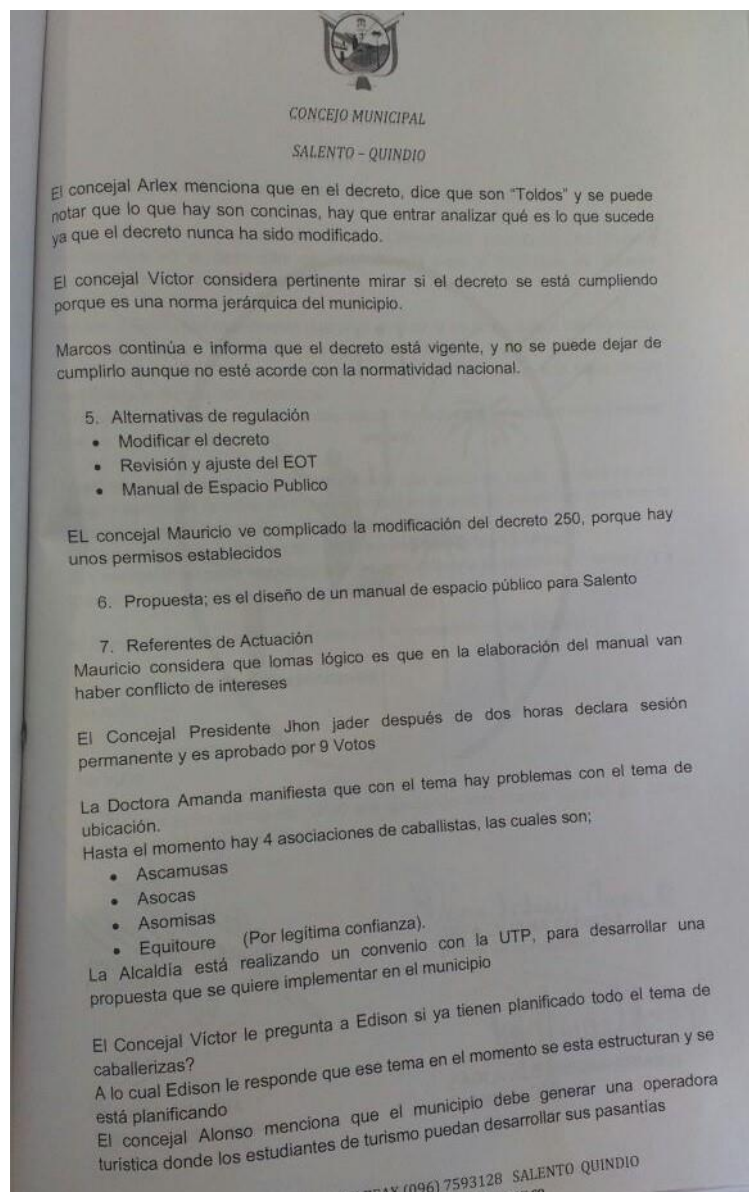 CONCEJO MUNICIPAL
SALENTO – QUINDIO
El concejal Arlex menciona que en el decreto, dice que son "Toldos" y se puede
notar que lo que hay son concinas, hay que entrar analizar qué es lo que sucede
ya que el decreto nunca ha sido modificado.
El concejal Víctor considera pertinente mirar si el decreto se está cumpliendo
porque es una norma jerárquica del municipio.
Marcos continúa e informa que el decreto está vigente, y no se puede dejar de
cumplirlo aunque no esté acorde con la normatividad nacional.
5. Alternativas de regulación
• Modificar el decreto
• Revisión y ajuste del EOT
• Manual de Espacio Publico
EL concejal Mauricio ve complicado la modificación del decreto 250, porque hay
unos permisos establecidos
6. Propuesta; es el diseño de un manual de espacio público para Salento
7. Referentes de Actuación
Mauricio considera que lomas lógico es que en la elaboración del manual van
haber conflicto de intereses
El Concejal Presidente Jhon jader después de dos horas declara sesión
permanente y es aprobado por 9 Votos
La Doctora Amanda manifiesta que con el tema hay problemas con el tema de
ubicación.
Hasta el momento hay 4 asociaciones de caballistas, las cuales son;
• Ascamusas
• Asocas
• Asomisas
• Equitoure (Por legítima confianza).
La Alcaldía está realizando un convenio con la UTP, para desarrollar una
propuesta que se quiere implementar en el municipio
El Concejal Víctor le pregunta a Edison si ya tienen planificado todo el tema de
caballerizas?
A lo cual Edison le responde que ese tema en el momento se esta estructuran y se
está planificando
El concejal Alonso menciona que el municipio debe generar una operadora
turistica donde los estudiantes de turismo puedan desarrollar sus pasantías
(096) 7593128 SALENTO QUINDIO